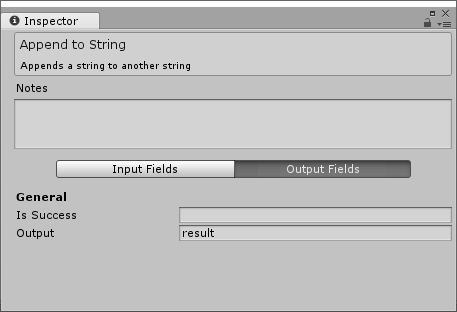 Inspector
Append to String
Appends a string to another string
Notes
Input Fields
Output Fields
General
Is Success
Output
result